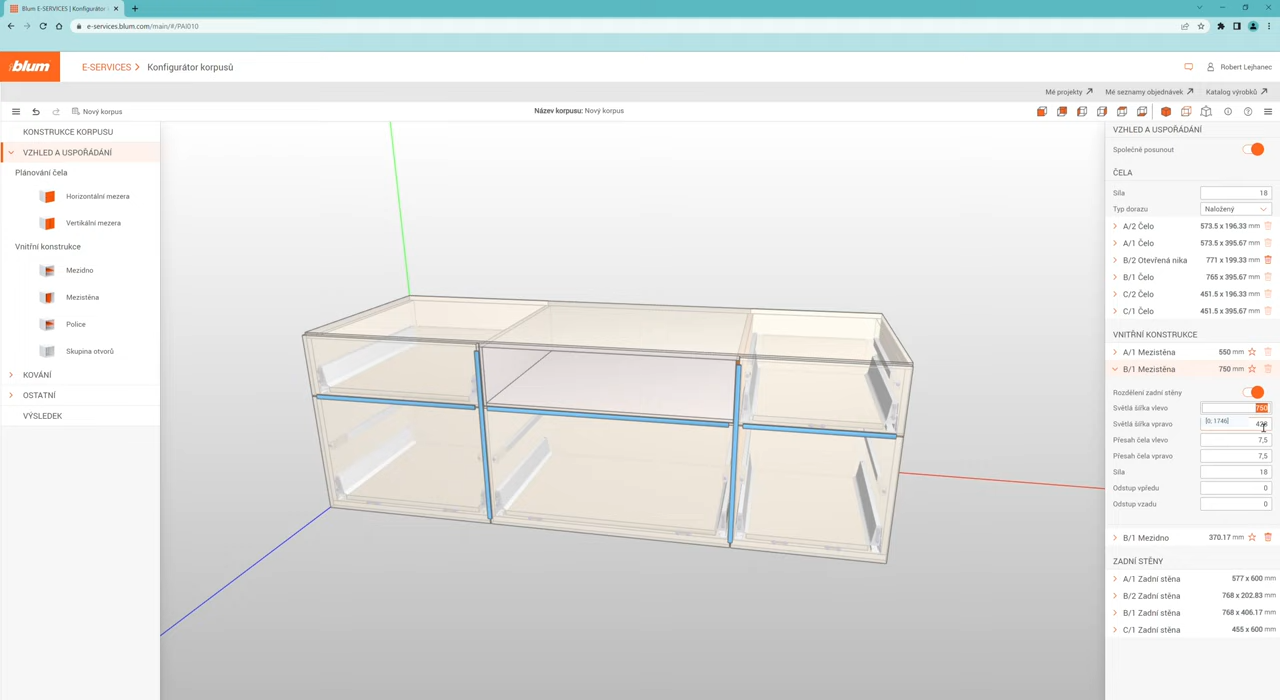 Blum E-SERVICES | Konfigurátor
e-services.blum.com/main/#/PAI010
blum
E-SERVICES Konfigurátor korpusů
Robert Lejhanec
Mé projekty Mé seznamy objednávek Katalog výrobků
Nový korpus
Název korpusu: Nový korpus
KONSTRUKCE KORPUSU
VZHLED A USPOŘÁDÁNÍ
Plánování čela
Horizontální mezera
Vertikální mezera
Vnitřní konstrukce
Mezidno
Mezistěna
Police
Skupina otvorů
KOVÁNÍ
OSTATNÍ
VÝSLEDEK
VZHLED A USPOŘÁDÁNÍ
Společné posunout
ČELA
Síla 18
Typ dorazu Naložený
A/2 Čelo 573.5 x 196.33 mm
A/1 Čelo 573.5 x 395.67 mm
B/2 Otevřená nika 771 x 199.33 mm
B/1 Čelo 765 x 395.67 mm
C/2 Čelo 451.5 x 196.33 mm
C/1 Čelo 451.5 x 395.67 mm
VNITŘNÍ KONSTRUKCE
A/1 Mezistěna 550 mm
B/1 Mezistěna 750 mm
Rozdělení zadní stěny
Světlá šířka vlevo 750
[0; 1746]
Světlá šířka vpravo
Přesah čela vlevo 7,5
Přesah čela vpravo 7,5
Síla 18
Odstup vpředu 0
Odstup vzadu 0
B/1 Mezidno 370.17 mm
ZADNÍ STĚNY
A/1 Zadní stěna 577 x 600 mm
B/2 Zadní stěna 768 x 202.83 mm
B/1 Zadní stěna 768 x 406.17 mm
C/1 Zadní stěna 455 x 600 mm